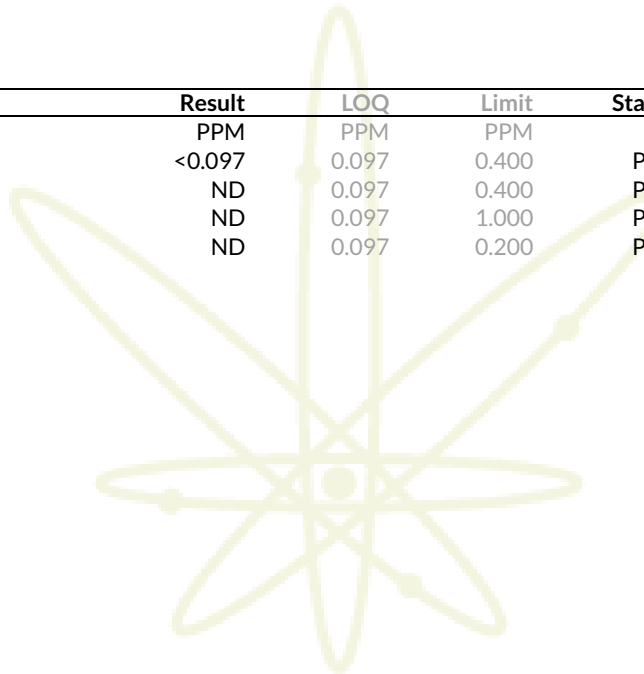 Result LOQ Limit Sta
PPM PPM PPM
<0.097 0.097 0.400 P
ND 0.097 0.400 P
ND 0.097 1.000 P
ND 0.097 0.200 P